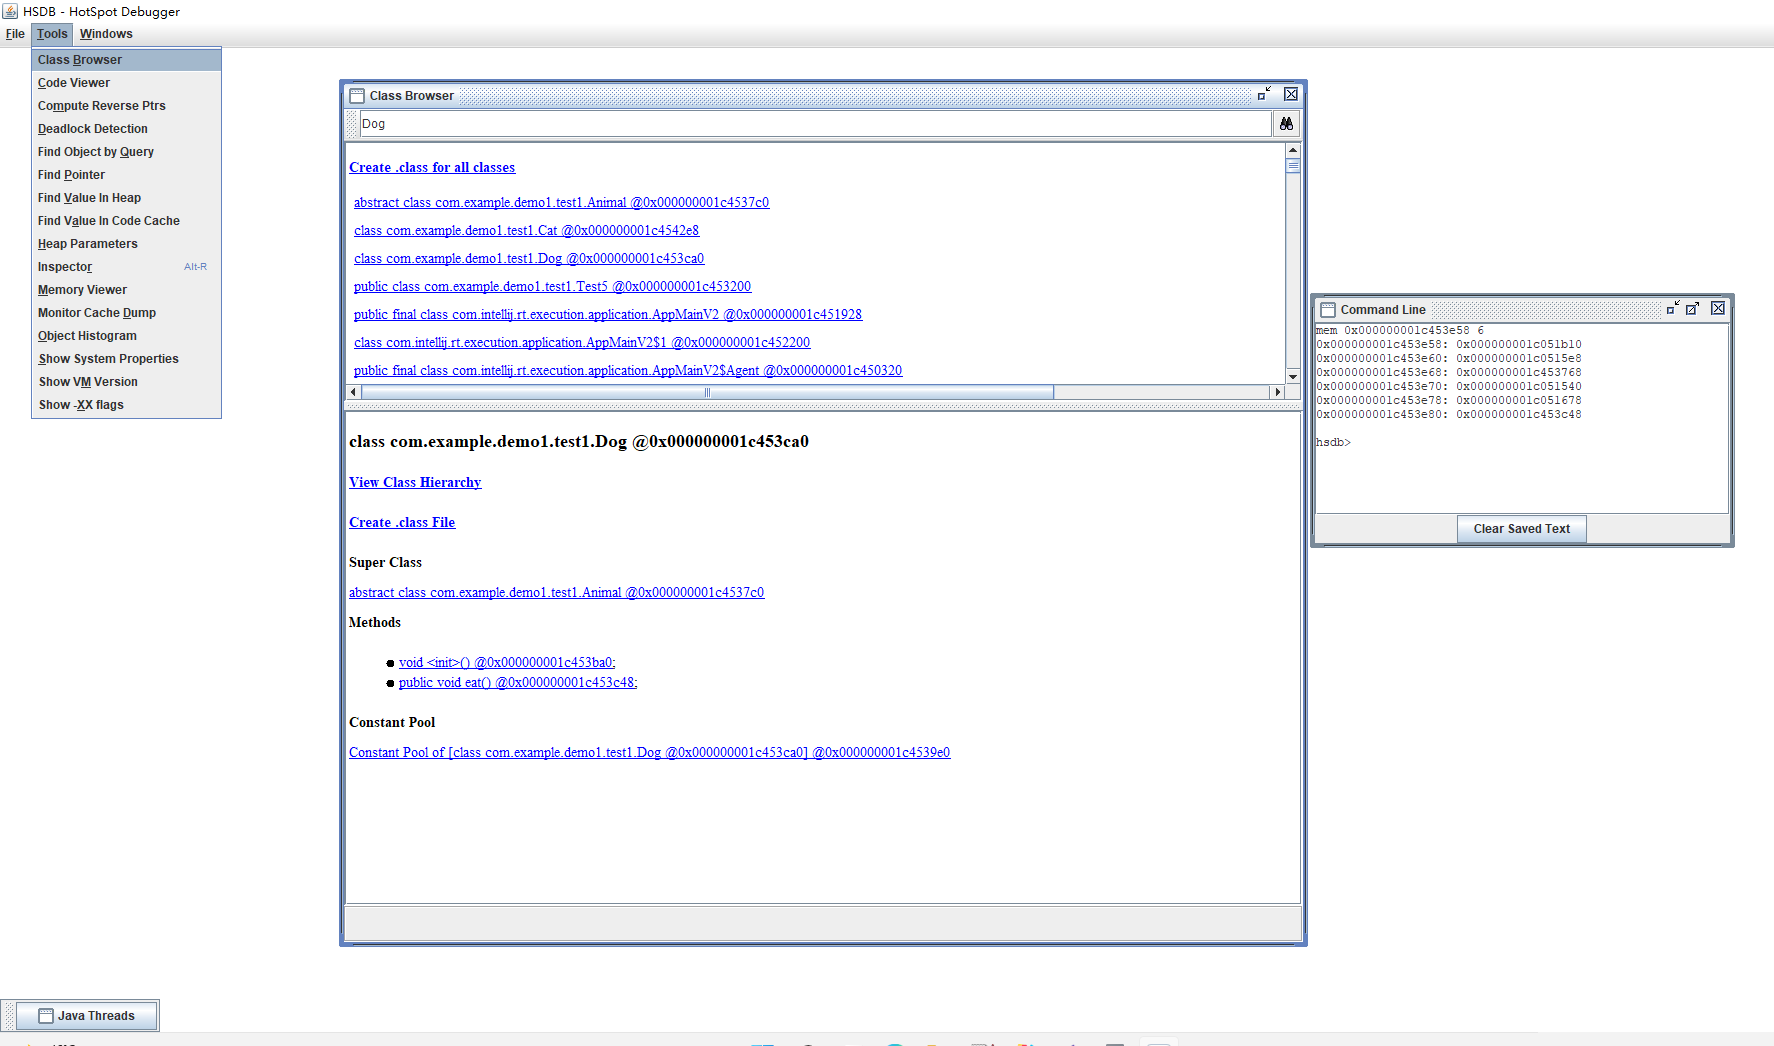 HSDB - HotSpot Debugger
File Tools Windows
Class Browser
Code Viewer
Compute Reverse Ptrs
Deadlock Detection
Find Object by Query
Find Pointer
Find Value In Heap
Find Value In Code Cache
Heap Parameters
Inspector Alt-R
Memory Viewer
Monitor Cache Dump
Object Histogram
Show System Properties
Show VM Version
Show -XX flags
Class Browser
Dog
Create .class for all classes
abstract class com.example.demo1.test1.Animal @0x000000001c4537c0
class com.example.demo1.test1.Cat @0x000000001c4542e8
class com.example.demo1.test1.Dog @0x000000001c453ca0
public class com.example.demo1.test1.Test5 @0x000000001c453200
public final class com.intellij.rt.execution.application.AppMainV2 @0x000000001c451928
class com.intellij.rt.execution.application.AppMainV2$1 @0x000000001c452200
public final class com.intellij.rt.execution.application.AppMainV2$Agent @0x000000001c450320
class com.example.demo1.test1.Dog @0x000000001c453ca0
View Class Hierarchy
Create .class File
Super Class
abstract class com.example.demo1.test1.Animal @0x000000001c4537c0
Methods
void <init>() @0x000000001c453ba0;
public void eat() @0x000000001c453c48;
Constant Pool
Constant Pool of [class com.example.demo1.test1.Dog @0x000000001c453ca0] @0x000000001c4539e0
Command Line
mem 0x000000001c453e58 6
0x000000001c453e58: 0x000000001c051b10
0x000000001c453e60: 0x000000001c0515e8
0x000000001c453e68: 0x000000001c453768
0x000000001c453e70: 0x000000001c051540
0x000000001c453e78: 0x000000001c051678
0x000000001c453e80: 0x000000001c453c48
hsdb>
Clear Saved Text
Java Threads